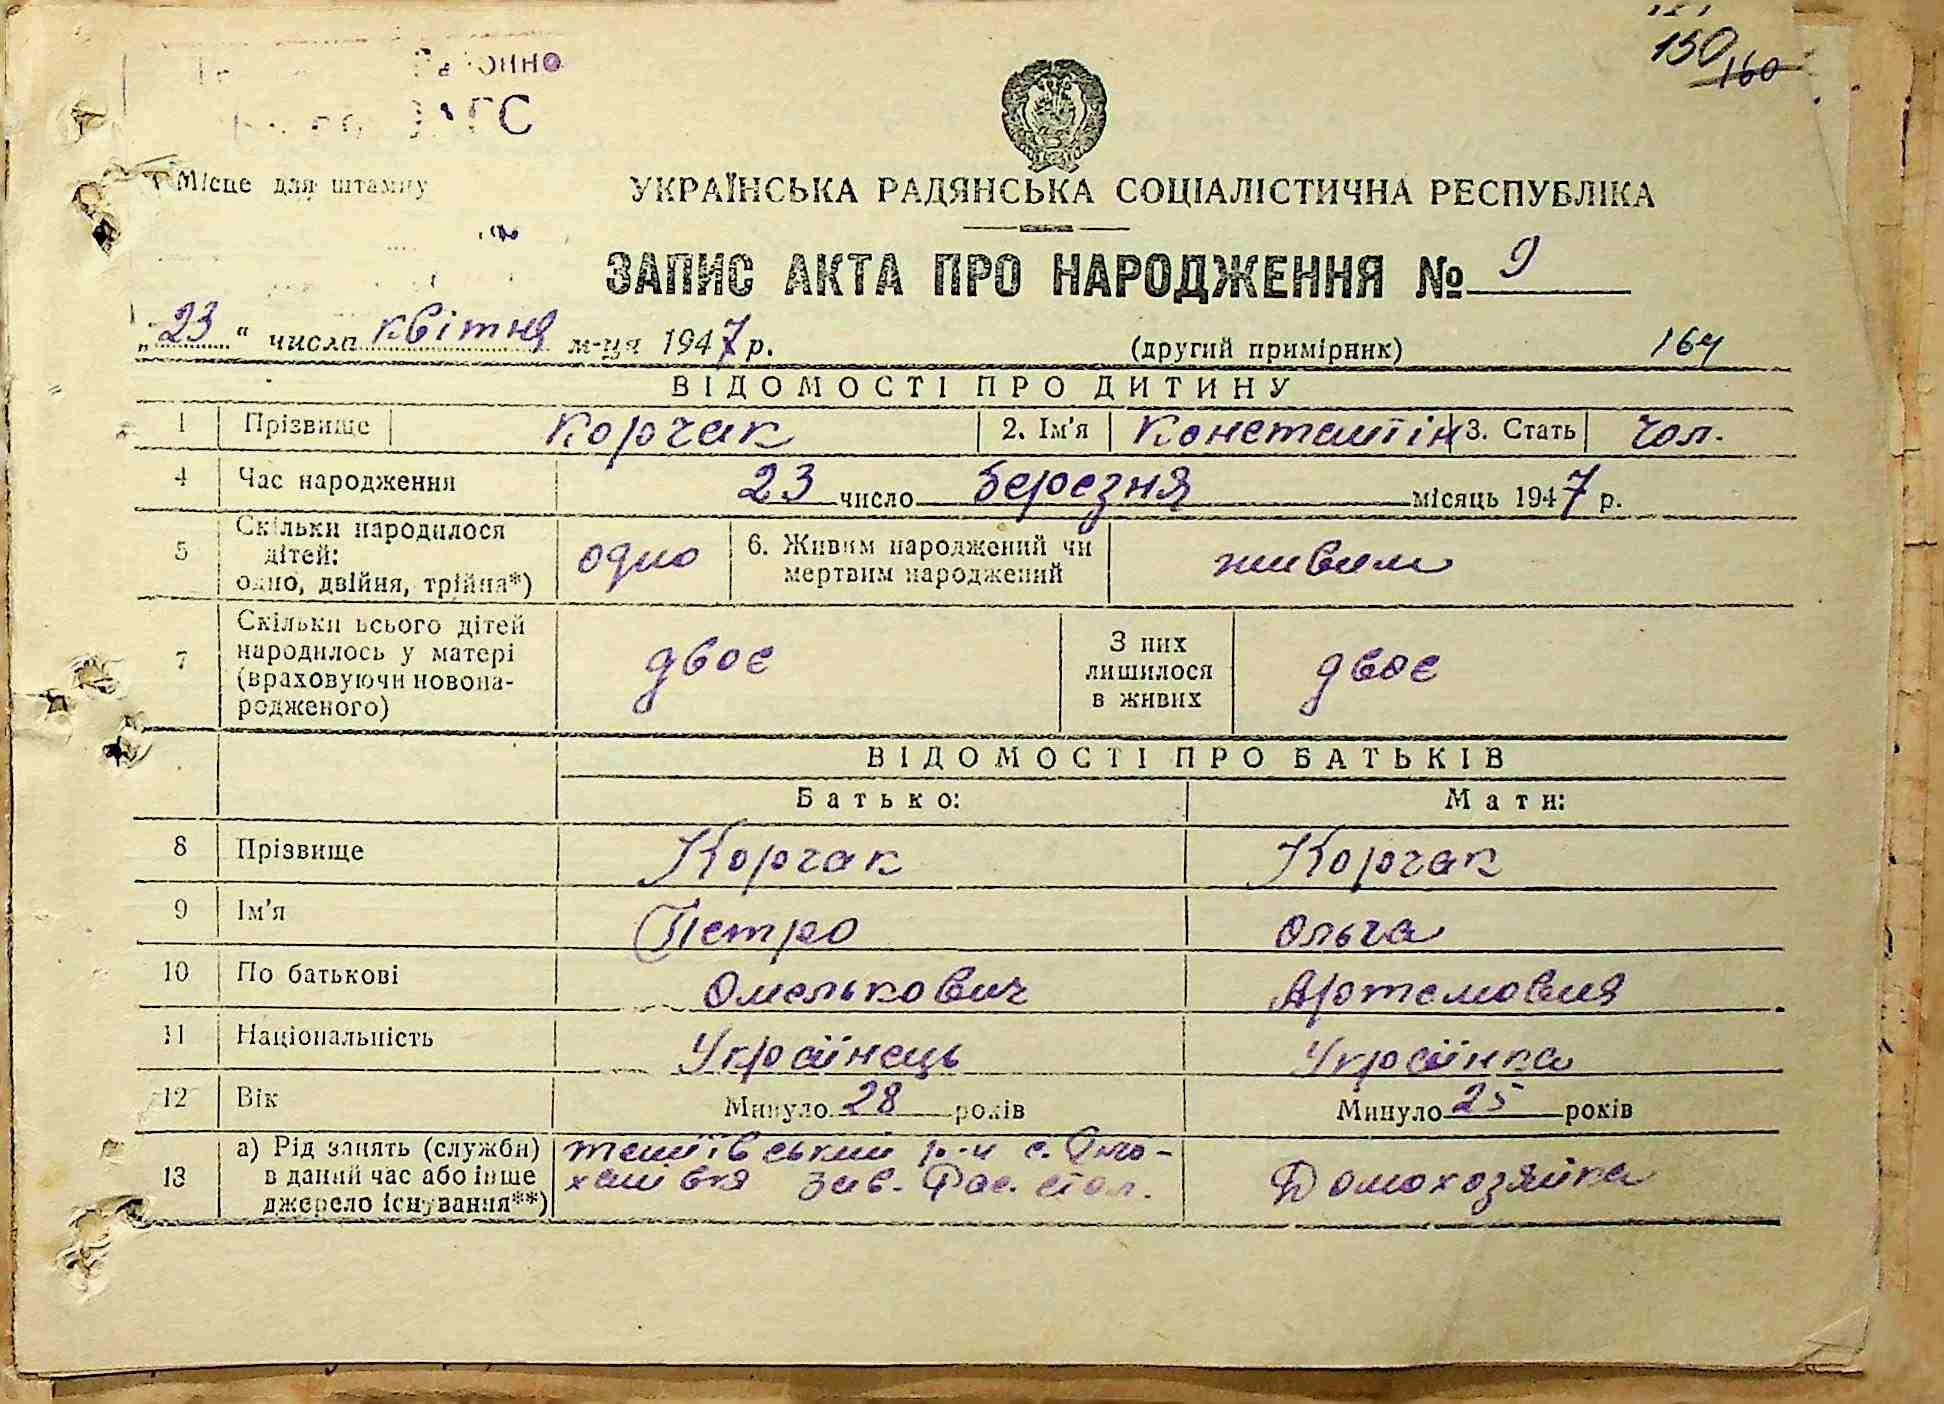 150
160
ЗАГС
Місце для штампу
УКРАЇНСЬКА РАДЯНСЬКА СОЦІАЛІСТИЧНА РЕСПУБЛІКА
ЗАПИС АКТА ПРО НАРОДЖЕННЯ № 9
„23“ числа квітня м-ця 1947 р. (другий примірник) 164
ВІДОМОСТІ ПРО ДИТИНУ
1 Прізвище Корчак 2. Ім'я Константін 3. Стать Чол.
4 Час народження 23 число березня місяць 1947 р.
5 Скільки народилося дітей: одно, двійня, трійня*) одно 6. Живим народжений чи мертвим народжений живим
7 Скільки всього дітей народилось у матері (враховуючи новонародженого) двоє З них лишилося в живих двоє
ВІДОМОСТІ ПРО БАТЬКІВ
Батько: Мати:
8 Прізвище Корчак Корчак
9 Ім'я Петро Ольга
10 По батькові Омелькович Артемовня
11 Національність Українець Українка
12 Вік Минуло 28 років Минуло 25 років
13 а) Рід занять (служби) р-н с.
в даний час або інше зав. Домохозяйка
джерело існування**)